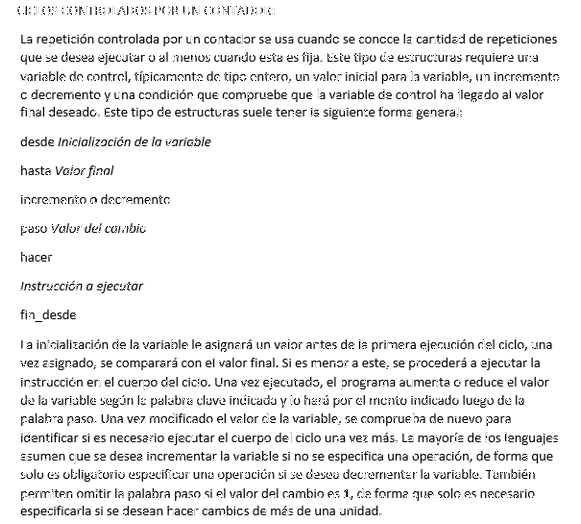 CICLOS CONTROLADOS POR UN CONTADOR:
La repetición controlada por un contador se usa cuando se conoce la cantidad de repeticiones
que se desea ejecutar o al menos cuando esta es fija. Este tipo de estructuras requiere una
variable de control, típicamente de tipo entero, un valor inicial para la variable, un incremento
o decremento y una condición que compruebe que la variable de control ha llegado al valor
final deseado. Este tipo de estructuras suele tener la siguiente forma general:
desde Inicialización de la variable
hasta Valor final
incremento o decremento
paso Valor del cambio
hacer
Instrucción a ejecutar
fin_desde
La inicialización de la variable le asignará un valor antes de la primera ejecución del ciclo, una
vez asignado, se comparará con el valor final. Si es menor a este, se procederá a ejecutar la
instrucción en el cuerpo del ciclo. Una vez ejecutado, el programa aumenta o reduce el valor
de la variable según la palabra clave indicada y lo hará por el monto indicado luego de la
palabra paso. Una vez modificado el valor de la variable, se comprueba de nuevo para
identificar si es necesario ejecutar el cuerpo del ciclo una vez más. La mayoría de los lenguajes
asumen que se desea incrementar la variable si no se especifica una operación, de forma que
solo es obligatorio especificar una operación si se desea decrementar la variable. También
permiten omitir la palabra paso si el valor del cambio es 1, de forma que solo es necesario
especificarla si se desean hacer cambios de más de una unidad.